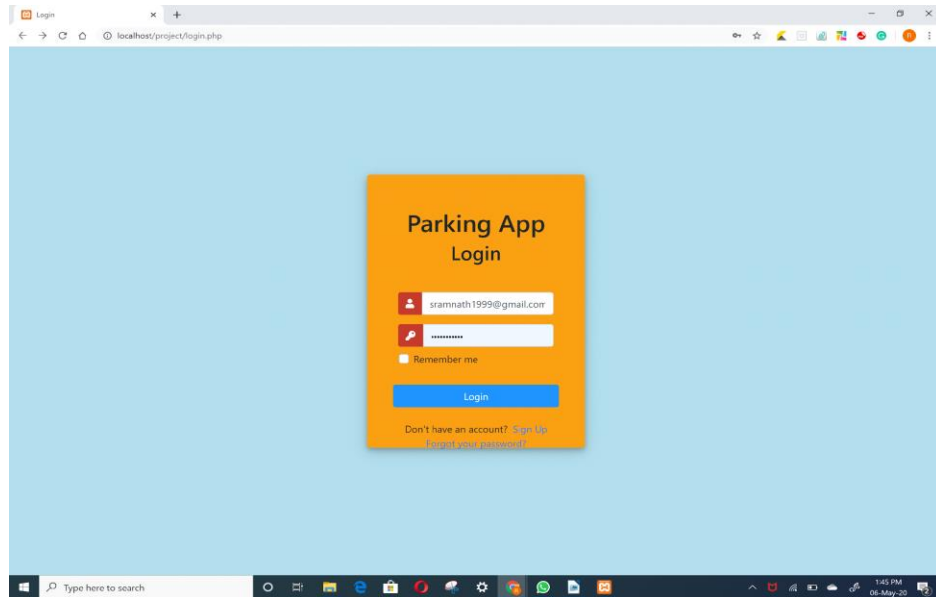 Login
localhost/project/login.php
Parking App
Login
sramnath1999@gmail.com
Remember me
Login
Don't have an account? Sign Up
Forgot your password?
Type here to search
1:45 PM
06-May-20